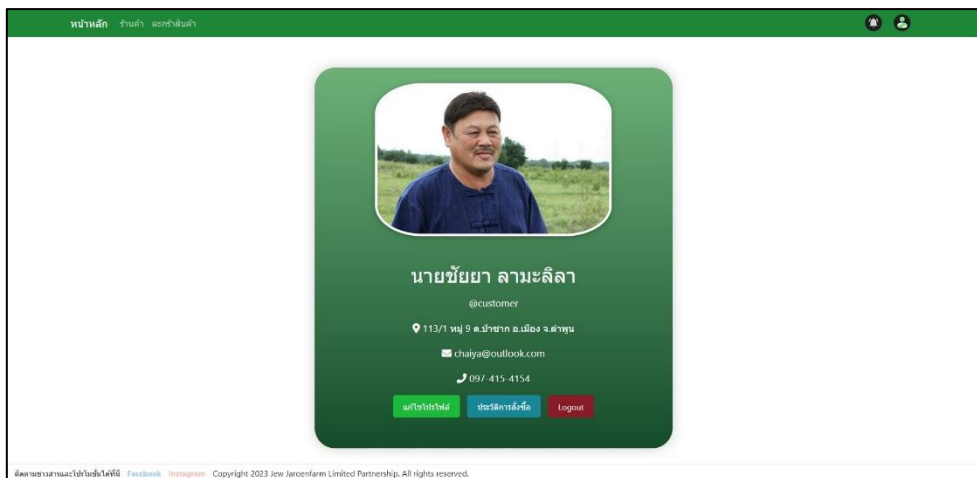 หน้าหลัก ร้านค้า ตะกร้าสินค้า
นายชัยยา ลามะลิลา
@customer
113/1 หมู่ 9 ต.ป่าซาก อ.เมือง จ.ลำพูน
chaiya@outlook.com
097-415-4154
แก้ไขโปรไฟล์ ประวัติการสั่งซื้อ Logout
ติดตามข่าวสารและโปรโมชั่นได้ที่นี่ Facebook Instagram Copyright 2023 Jew Jaroenfarm Limited Partnership. All rights reserved.